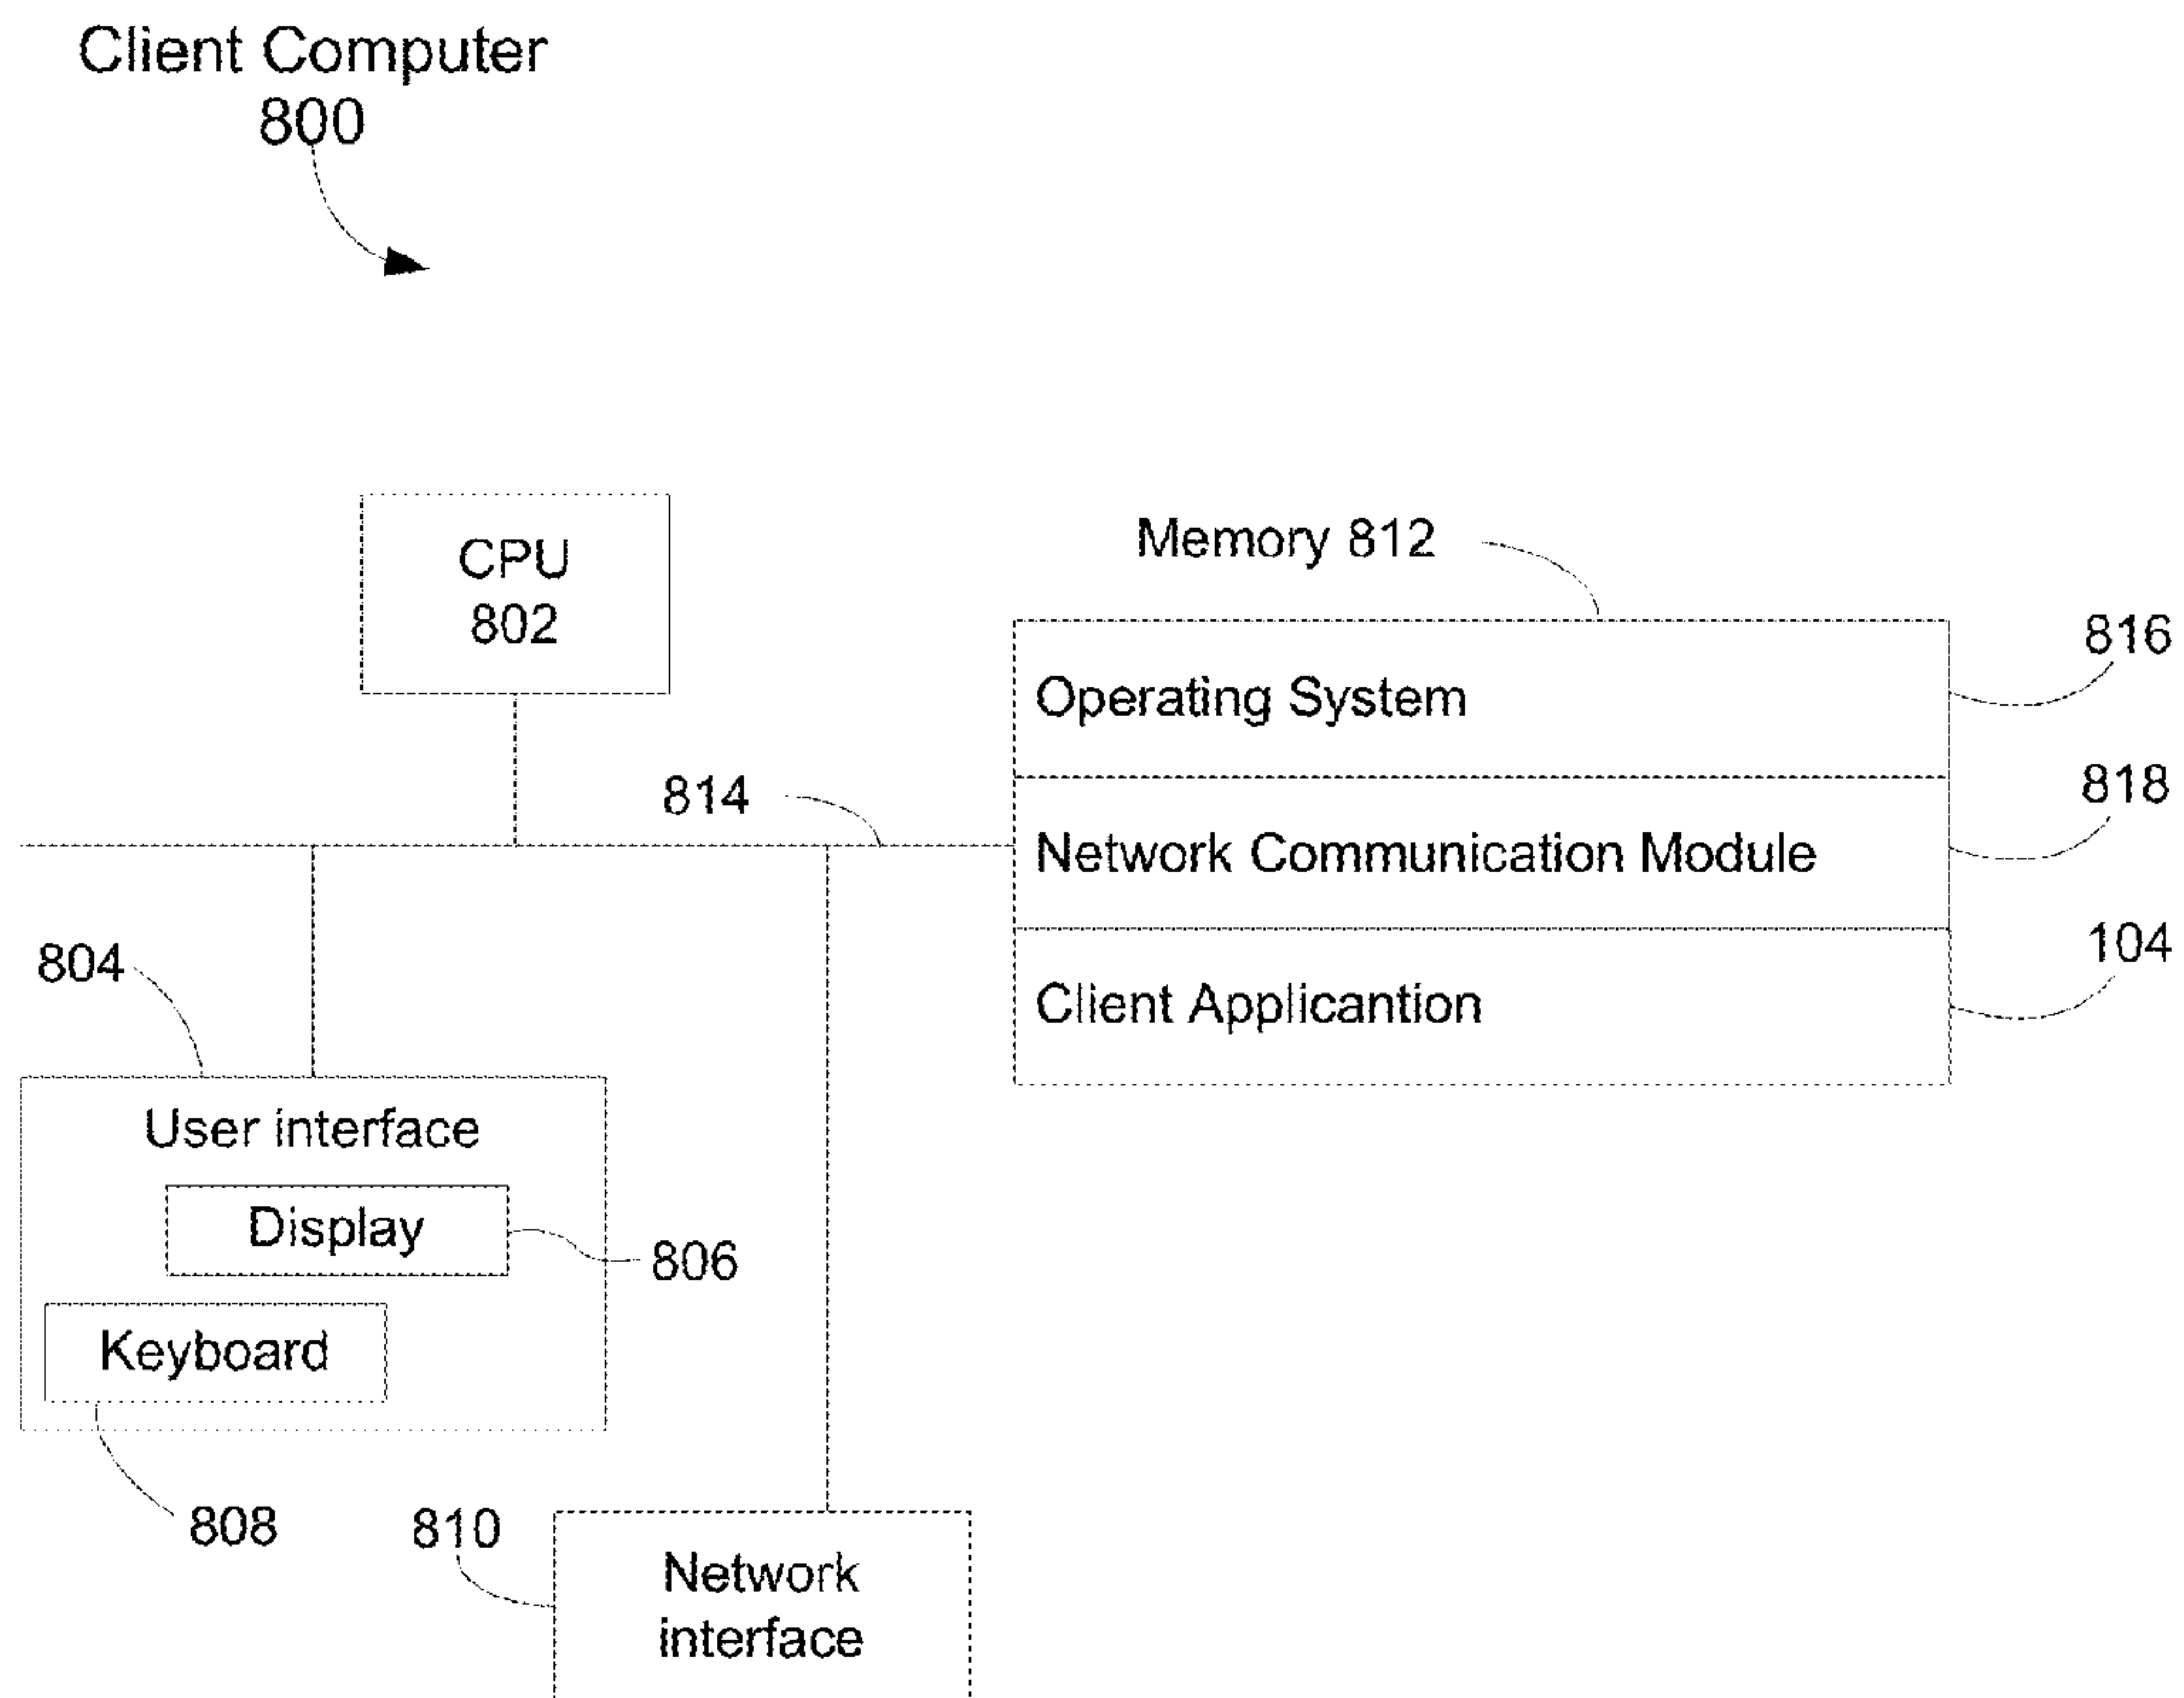 Client Computer
800
CPU
802
Memory 812
816
Operating System
814
818
Network Communication Module
804
104
Client Applicantion
User interface
Display
806
Keyboard
808
810
Network
interface